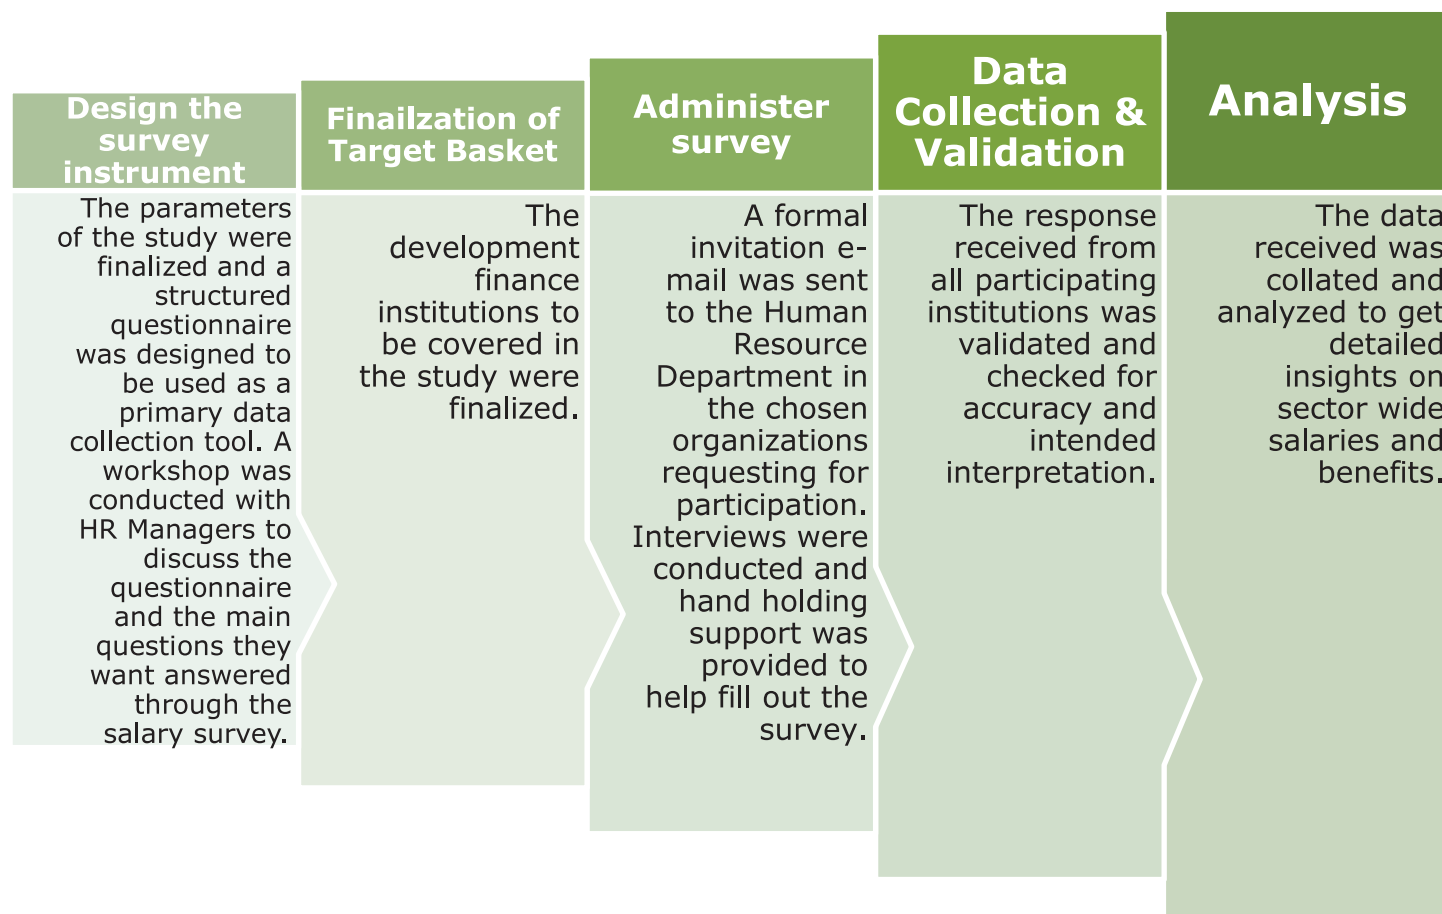 Design the
survey
instrument
The parameters
of the study were
finalized and a
structured
questionnaire
was designed to
be used as a
primary data
collection tool. A
workshop was
conducted with
HR Managers to
discuss the
questionnaire
and the main
questions they
want answered
through the
salary survey.
Finailzation of
Target Basket
The
development
finance
institutions to
be covered in
the study were
finalized.
Administer
survey
A formal
invitation e-
mail was sent
to the Human
Resource
Department in
the chosen
organizations
requesting for
participation.
Interviews were
conducted and
hand holding
support was
provided to
help fill out the
survey.
Data
Collection &
Validation
The response
received from
all participating
institutions was
validated and
checked for
accuracy and
intended
interpretation.
Analysis
The data
received was
collated and
analyzed to get
detailed
insights on
sector wide
salaries and
benefits.